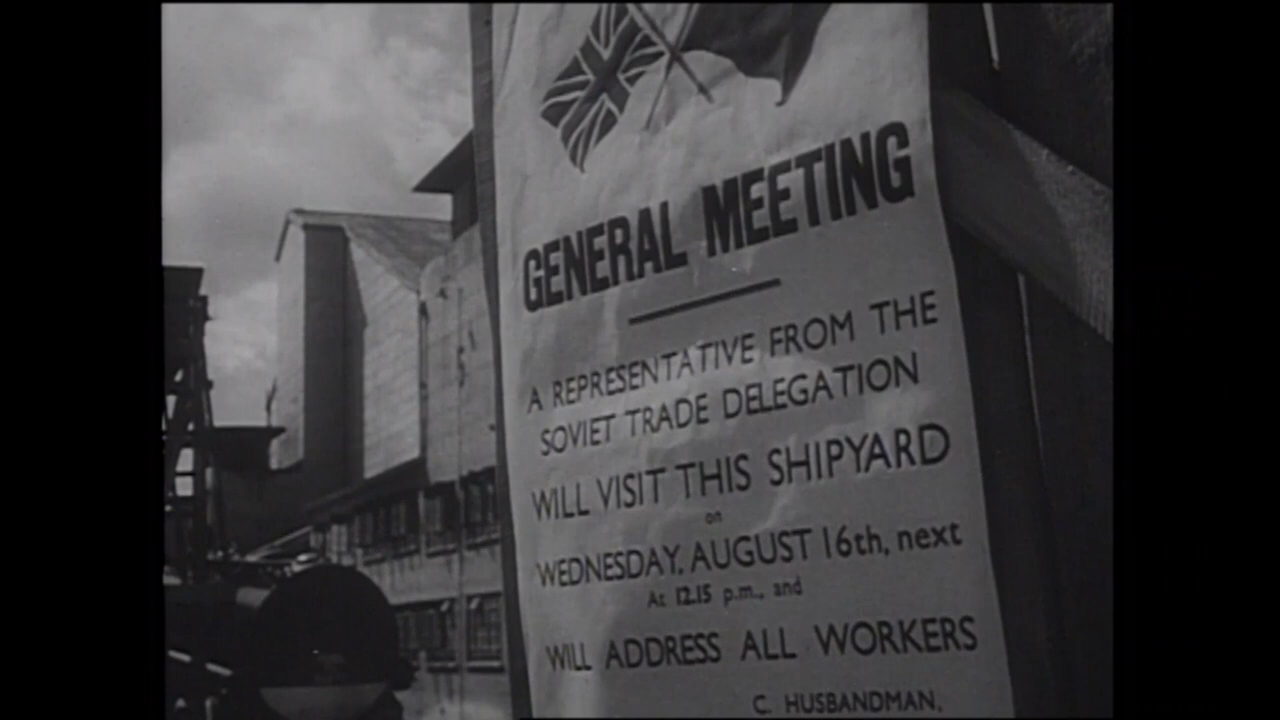 GENERAL MEETING
A REPRESENTATIVE FROM THE
SOVIET TRADE DELEGATION
WILL VISIT THIS SHIPYARD
on
WEDNESDAY, AUGUST 16th, next
At 12.15 p.m., and
WILL ADDRESS ALL WORKERS
C. HUSBANDMAN,